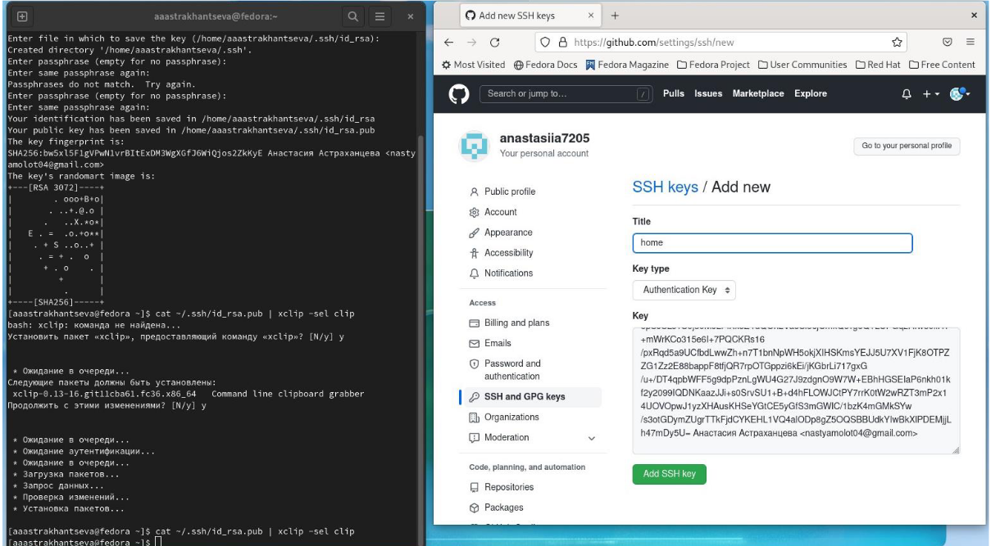 aaastrakhantseva@fedora:~
Enter file in which to save the key (/home/aaastrakhantseva/.ssh/id_rsa):
Created directory '/home/aaastrakhantseva/.ssh'.
Enter passphrase (empty for no passphrase):
Enter same passphrase again:
Passphrases do not match.  Try again.
Enter passphrase (empty for no passphrase):
Enter same passphrase again:
Your identification has been saved in /home/aaastrakhantseva/.ssh/id_rsa
Your public key has been saved in /home/aaastrakhantseva/.ssh/id_rsa.pub
The key fingerprint is:
SHA256:bw5xl5F1gVPwN1vrBItExDM3WgXGfJ6WiQjos2ZkKyE Анастасия Астраханцева <nasty
amolot04@gmail.com>
The key's randomart image is:
+---[RSA 3072]----+
|        . ooo+B+o|
|       . ..+.@.o |
|      .   ..X.*o*|
|   E . =  .o.+o**|
|    . + S ..o..+ |
|     . = + .  o  |
|      + . o    . |
|         +       |
|          .      |
+----[SHA256]-----+
[aaastrakhantseva@fedora ~]$ cat ~/.ssh/id_rsa.pub | xclip -sel clip
bash: xclip: команда не найдена...
Установить пакет «xclip», предоставляющий команду «xclip»? [N/y] y
* Ожидание в очереди...
Следующие пакеты должны быть установлены:
xclip-0.13-16.git11cba61.fc36.x86_64   Command line clipboard grabber
Продолжить с этими изменениями? [N/y] y
* Ожидание в очереди...
* Ожидание аутентификации...
* Ожидание в очереди...
* Загрузка пакетов...
* Запрос данных...
* Проверка изменений...
* Установка пакетов...
[aaastrakhantseva@fedora ~]$ cat ~/.ssh/id_rsa.pub | xclip -sel clip
[aaastrakhantseva@fedora ~]$
Add new SSH keys
https://github.com/settings/ssh/new
Most Visited Fedora Docs Fedora Magazine Fedora Project User Communities Red Hat Free Content
Search or jump to… / Pulls Issues Marketplace Explore
anastasiia7205
Your personal account
Go to your personal profile
Public profile
Account
Appearance
Accessibility
Notifications
Access
Billing and plans
Emails
Password and
authentication
SSH and GPG keys
Organizations
Moderation
Code, planning, and automation
Repositories
Packages
SSH keys / Add new
Title
home
Key type
Authentication Key
Key
+mWrKCo315e6I+7PQCKRs16
/pxRqd5a9UCfbdLwwZh+n7T1bnNpWH5okjXIHSKmsYEJJ5U7XV1FjK8OTPZ
ZG1Zz2E88bappF8tfjQR7rpOTGppzi6kEi/jKGbrLi717gxG
/u+/DT4qpbWFF5g9dpPznLgWU4G27J9zdgnO9W7W+EBhHGSEIaP6nkh01k
f2y2099IQDNKaazJJi+s0SrvSU1+B+d4hFLOWJCtPY7rrK0tW2wRZT3mP2x1
4UOVOpwJ1yzXHAusKHSeYGtCE5yGfS3mGWIC/1bzK4mGMkSYw
/s3otGDymZUgrTTkFjdCYKEHL1VQ4alODp8gZ5OQSBBUdkYIwBkXIPDEMjjL
h47mDy5U= Анастасия Астраханцева <nastyamolot04@gmail.com>
Add SSH key